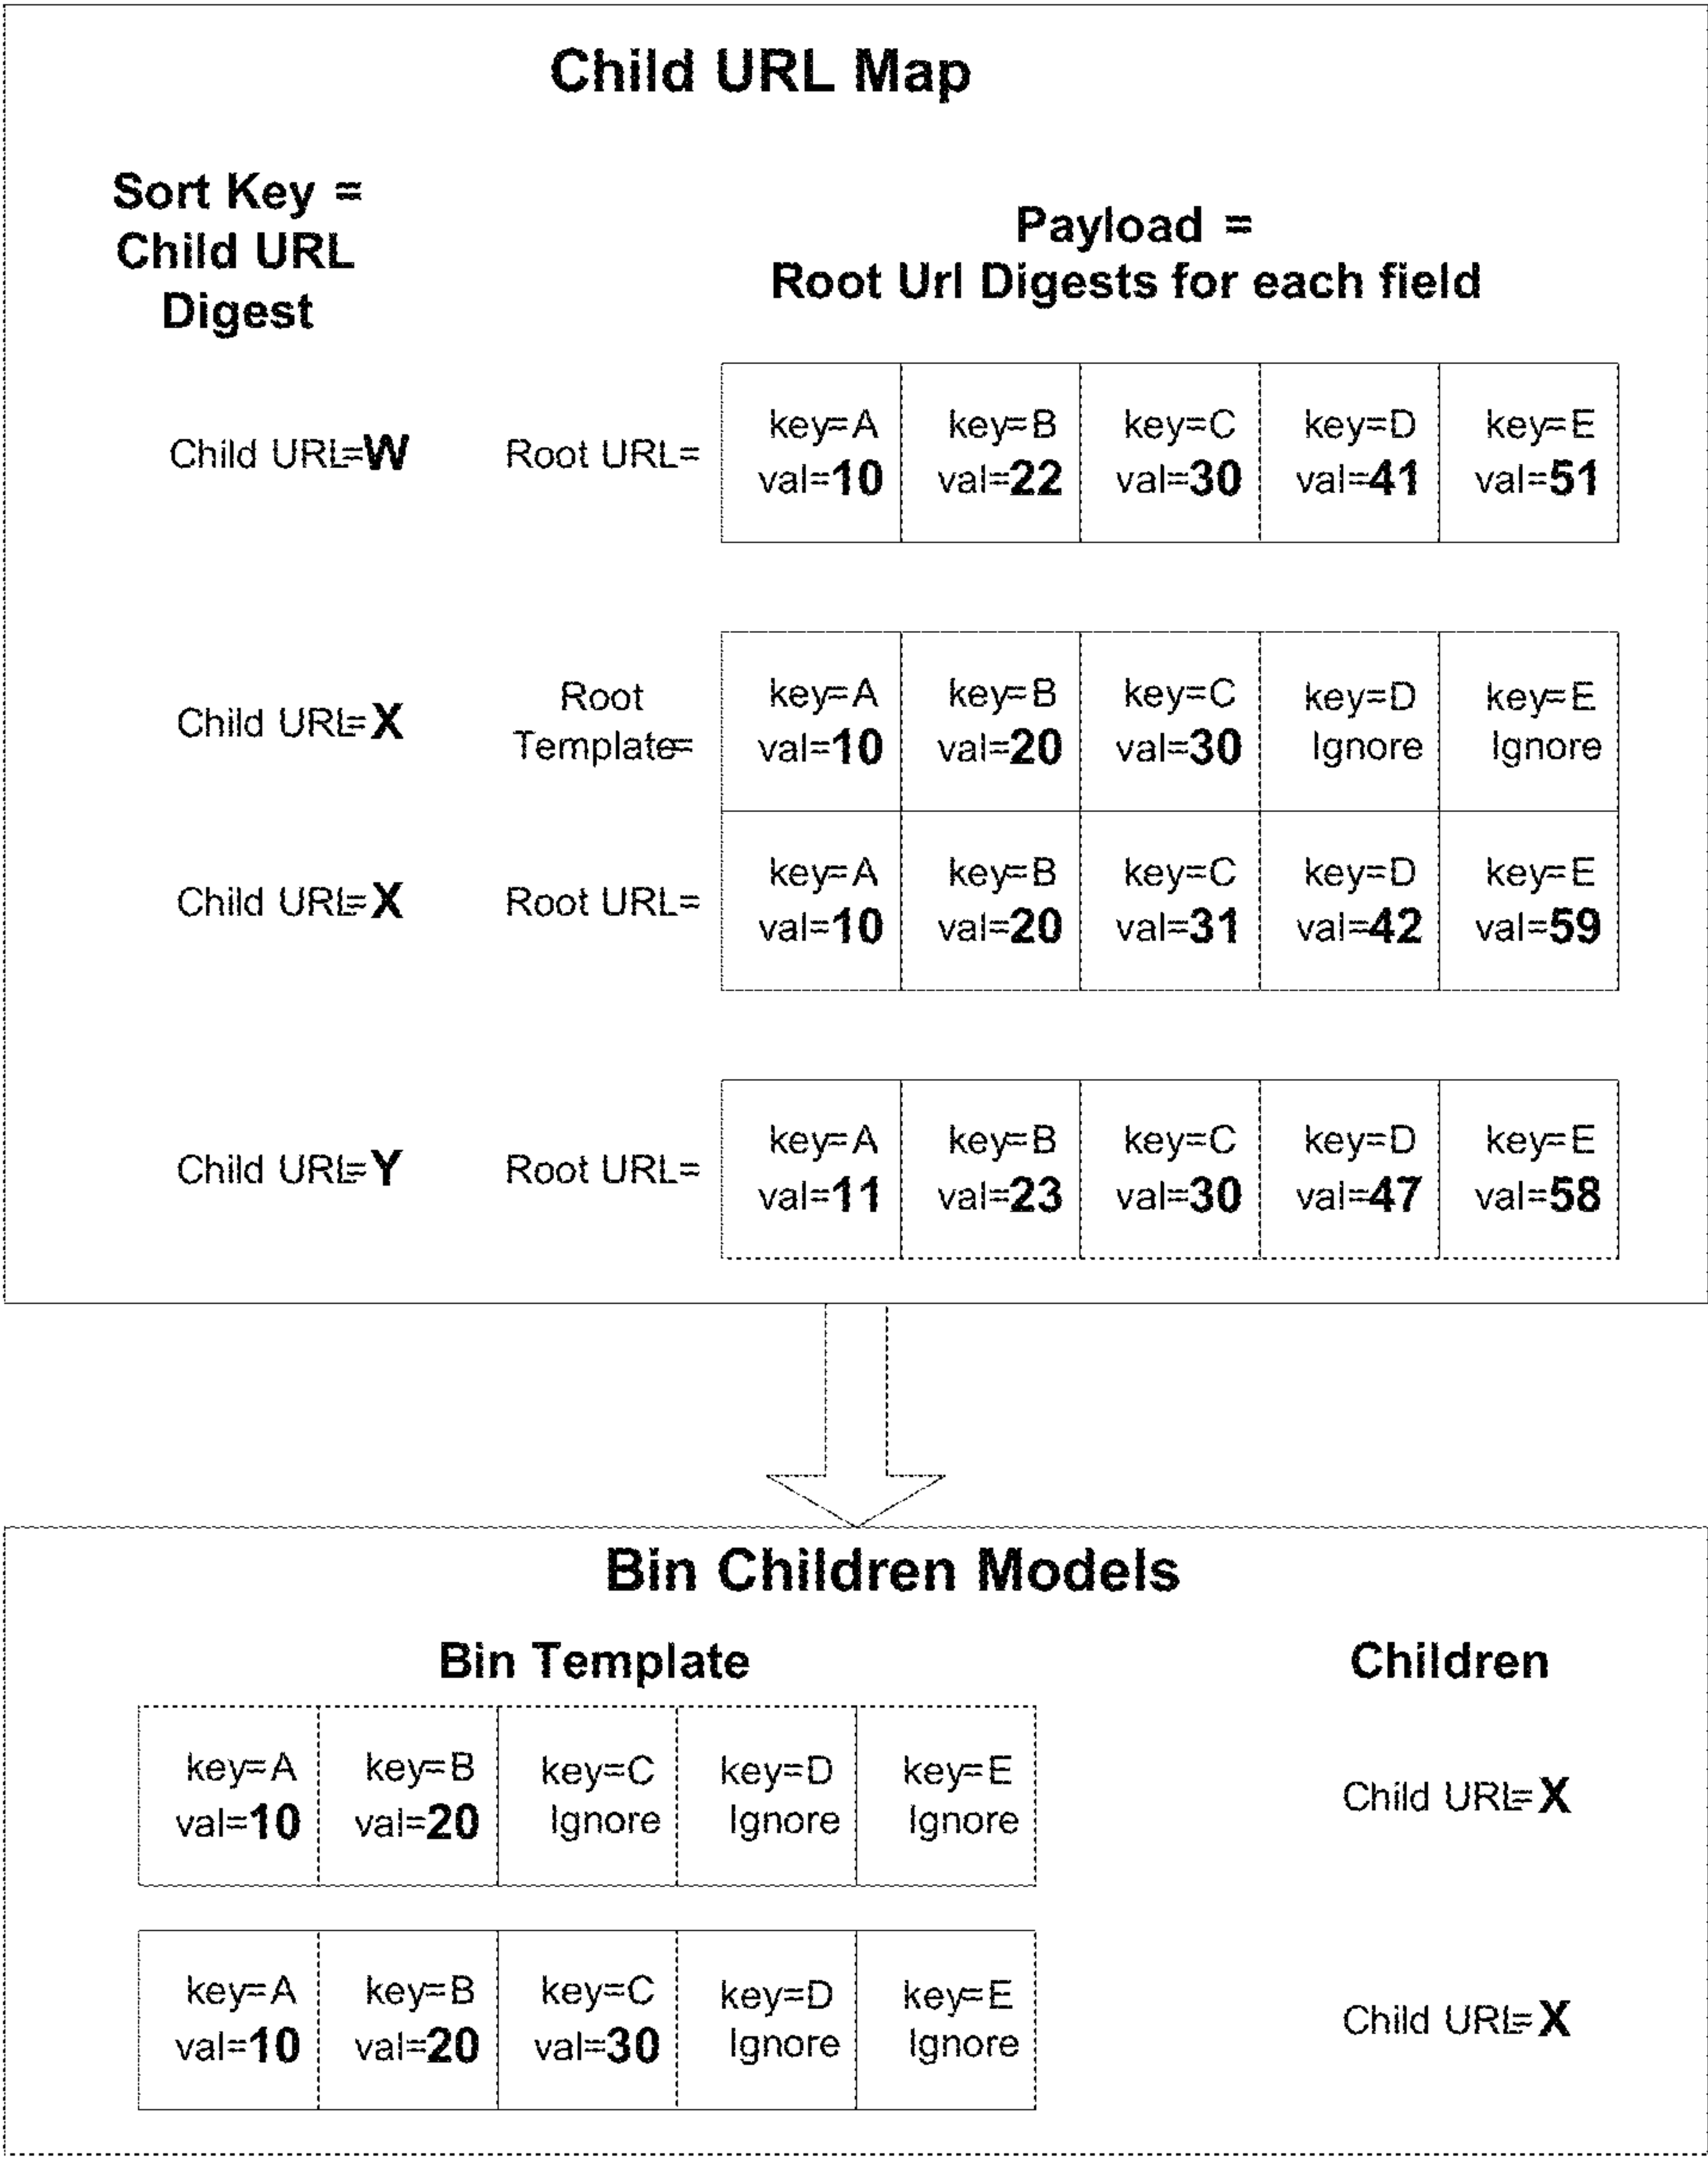 Child URL Map
Sort Key =
Child URL
Digest
Payload =
Root Url Digests for each field
Child URL=W Root URL=
key=A key=B key=C key=D key=E
val=10 val=22 val=30 val=41 val=51
Child URL=X
Root
Template=
key=A key=B key=C key=D key=E
val=10 val=20 val=30 Ignore Ignore
Child URL=X Root URL=
key=A key=B key=C key=D key=E
val=10 val=20 val=31 val=42 val=59
Child URL=Y Root URL=
key=A key=B key=C key=D key=E
val=11 val=23 val=30 val=47 val=58
Bin Children Models
Bin Template Children
key=A key=B key=C key=D key=E
val=10 val=20 Ignore Ignore Ignore
Child URL=X
key=A key=B key=C key=D key=E
val=10 val=20 val=30 Ignore Ignore
Child URL=X